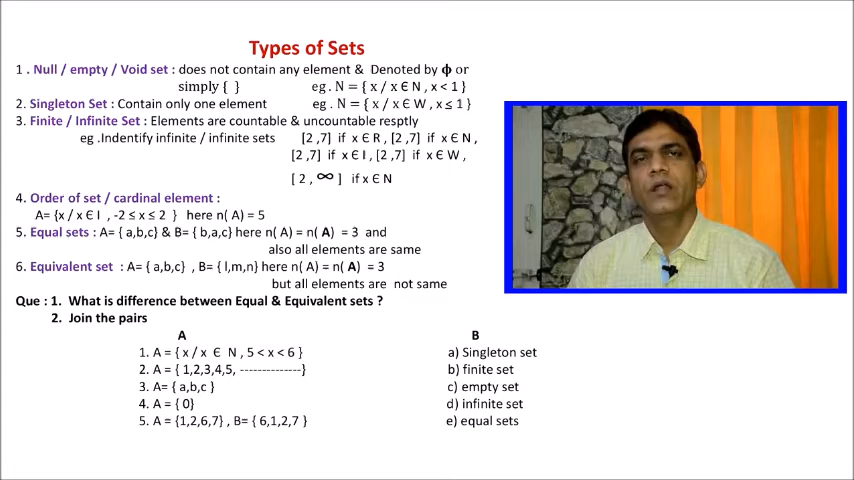 Types of Sets
1 . Null / empty / Void set : does not contain any element & Denoted by ϕ or
simply { } eg . N = { x / x Є N , x < 1 }
2. Singleton Set : Contain only one element eg . N = { x / x Є W , x ≤ 1 }
3. Finite / Infinite Set : Elements are countable & uncountable resptly
eg .Indentify infinite / infinite sets [2 ,7] if x Є R , [2 ,7] if x Є N ,
[2 ,7] if x Є I , [2 ,7] if x Є W ,
[ 2 , ∞ ] if x Є N
4. Order of set / cardinal element :
A= {x / x Є I , -2 ≤ x ≤ 2 } here n( A) = 5
5. Equal sets : A= { a,b,c} & B= { b,a,c} here n( A) = n( A) = 3 and
also all elements are same
6. Equivalent set : A= { a,b,c} , B= { l,m,n} here n( A) = n( A) = 3
but all elements are not same
Que : 1. What is difference between Equal & Equivalent sets ?
2. Join the pairs
A B
1. A = { x / x Є N , 5 < x < 6 } a) Singleton set
2. A = { 1,2,3,4,5, --------------} b) finite set
3. A= { a,b,c } c) empty set
4. A = { 0} d) infinite set
5. A = {1,2,6,7} , B= { 6,1,2,7 } e) equal sets